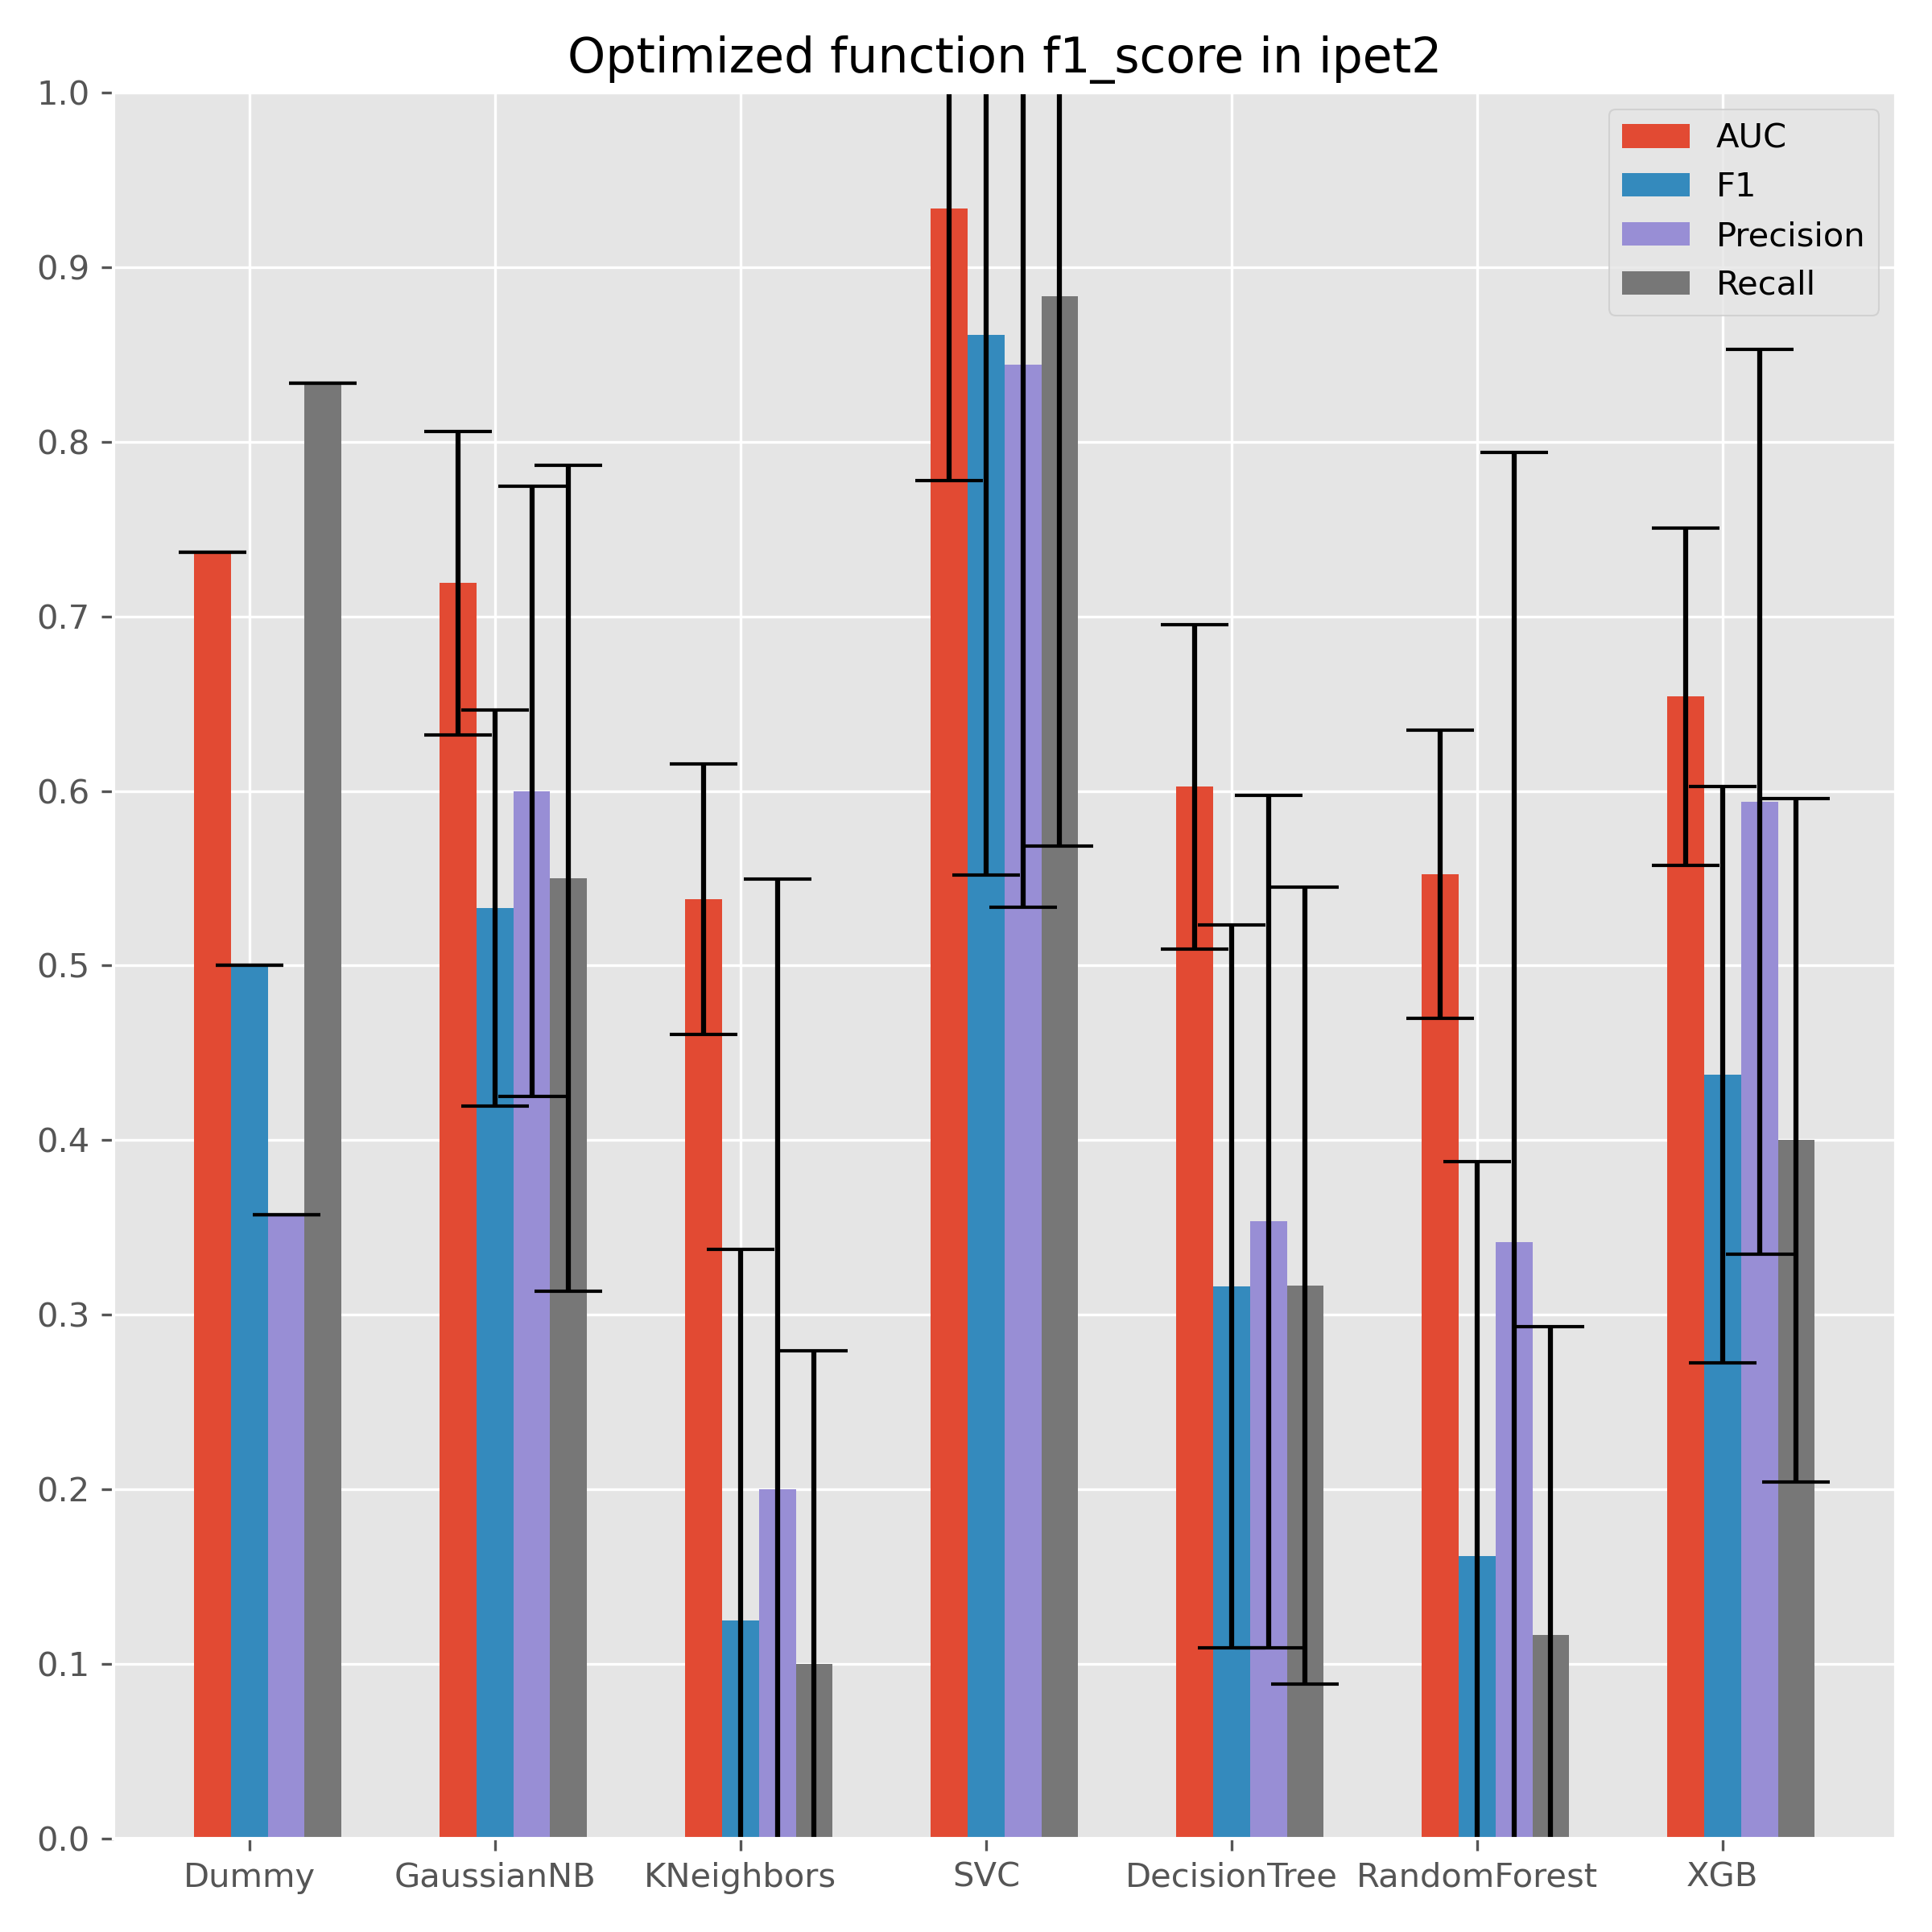 Optimized function f1_score in ipet2
1.0
0.9
0.8
0.7
0.6
0.5
0.4
0.3
0.2
0.1
0.0
AUC
F1
Precision
Recall
Dummy GaussianNB KNeighbors SVC DecisionTree RandomForest XGB